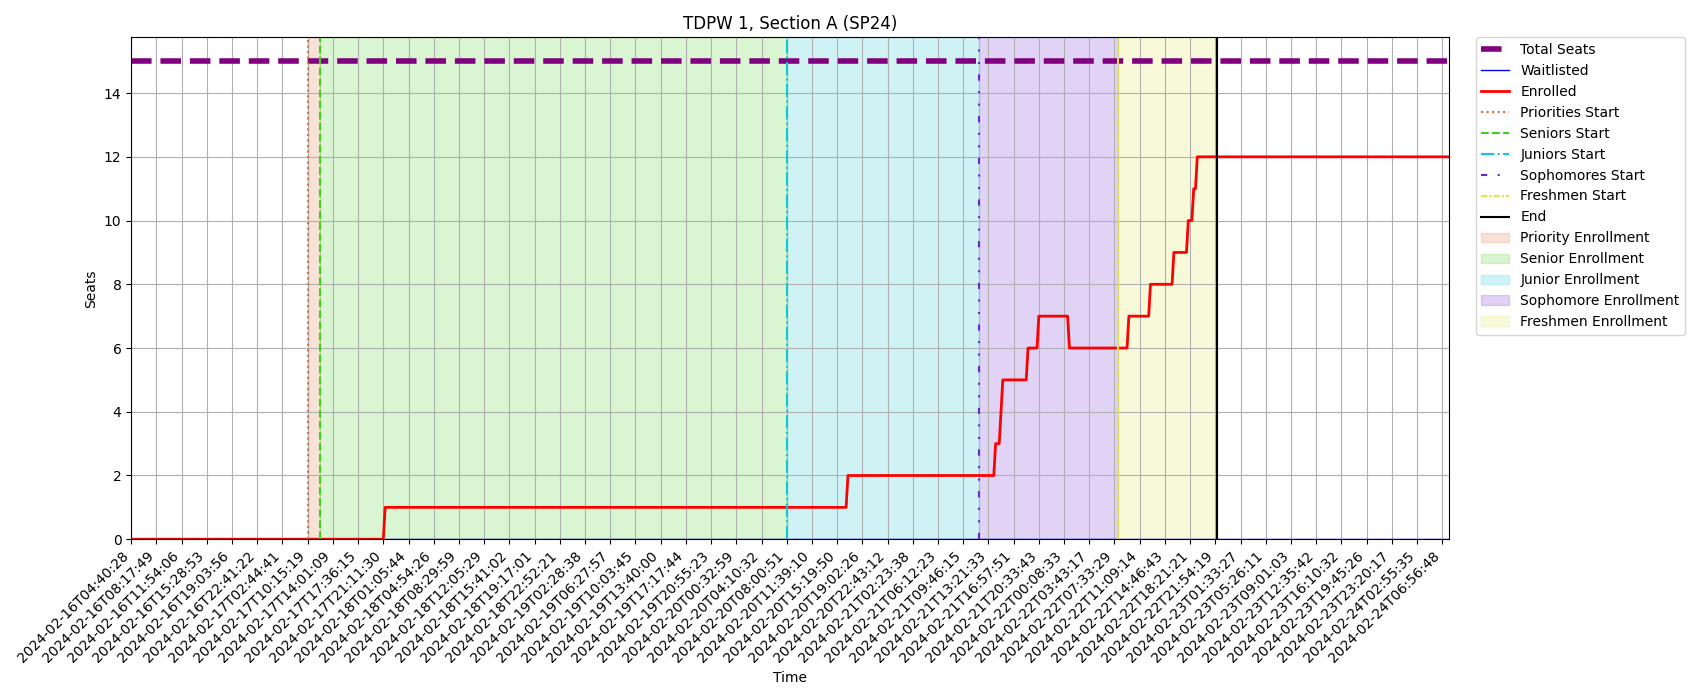 TDPW 1, Section A (SP24)
Seats
14
12
10
8
6
4
2
0
2024-02-16T04:40:28
2024-02-16T08:17:49
2024-02-16T11:54:06
2024-02-16T15:28:53
2024-02-16T19:03:56
2024-02-16T22:41:22
2024-02-17T02:44:41
2024-02-17T10:15:19
2024-02-17T14:01:09
2024-02-17T17:36:15
2024-02-17T21:11:30
2024-02-18T01:05:44
2024-02-18T04:54:26
2024-02-18T08:29:59
2024-02-18T12:05:29
2024-02-18T15:41:02
2024-02-18T19:17:01
2024-02-18T22:52:21
2024-02-19T02:28:38
2024-02-19T06:27:57
2024-02-19T10:03:45
2024-02-19T13:40:00
2024-02-19T17:17:44
2024-02-19T20:55:23
2024-02-20T00:32:59
2024-02-20T04:10:32
2024-02-20T08:00:51
2024-02-20T11:39:10
2024-02-20T15:19:50
2024-02-20T19:02:26
2024-02-20T22:43:12
2024-02-21T02:23:38
2024-02-21T06:12:23
2024-02-21T09:46:15
2024-02-21T13:21:33
2024-02-21T16:57:51
2024-02-21T20:33:43
2024-02-22T00:08:33
2024-02-22T03:43:17
2024-02-22T07:33:29
2024-02-22T11:09:14
2024-02-22T14:46:43
2024-02-22T18:21:21
2024-02-22T21:54:19
2024-02-23T01:33:27
2024-02-23T05:26:11
2024-02-23T09:01:03
2024-02-23T12:35:42
2024-02-23T16:10:32
2024-02-23T19:45:26
2024-02-23T23:20:17
2024-02-24T02:55:35
2024-02-24T06:56:48
Time
Total Seats
Waitlisted
Enrolled
Priorities Start
Seniors Start
Juniors Start
Sophomores Start
Freshmen Start
End
Priority Enrollment
Senior Enrollment
Junior Enrollment
Sophomore Enrollment
Freshmen Enrollment